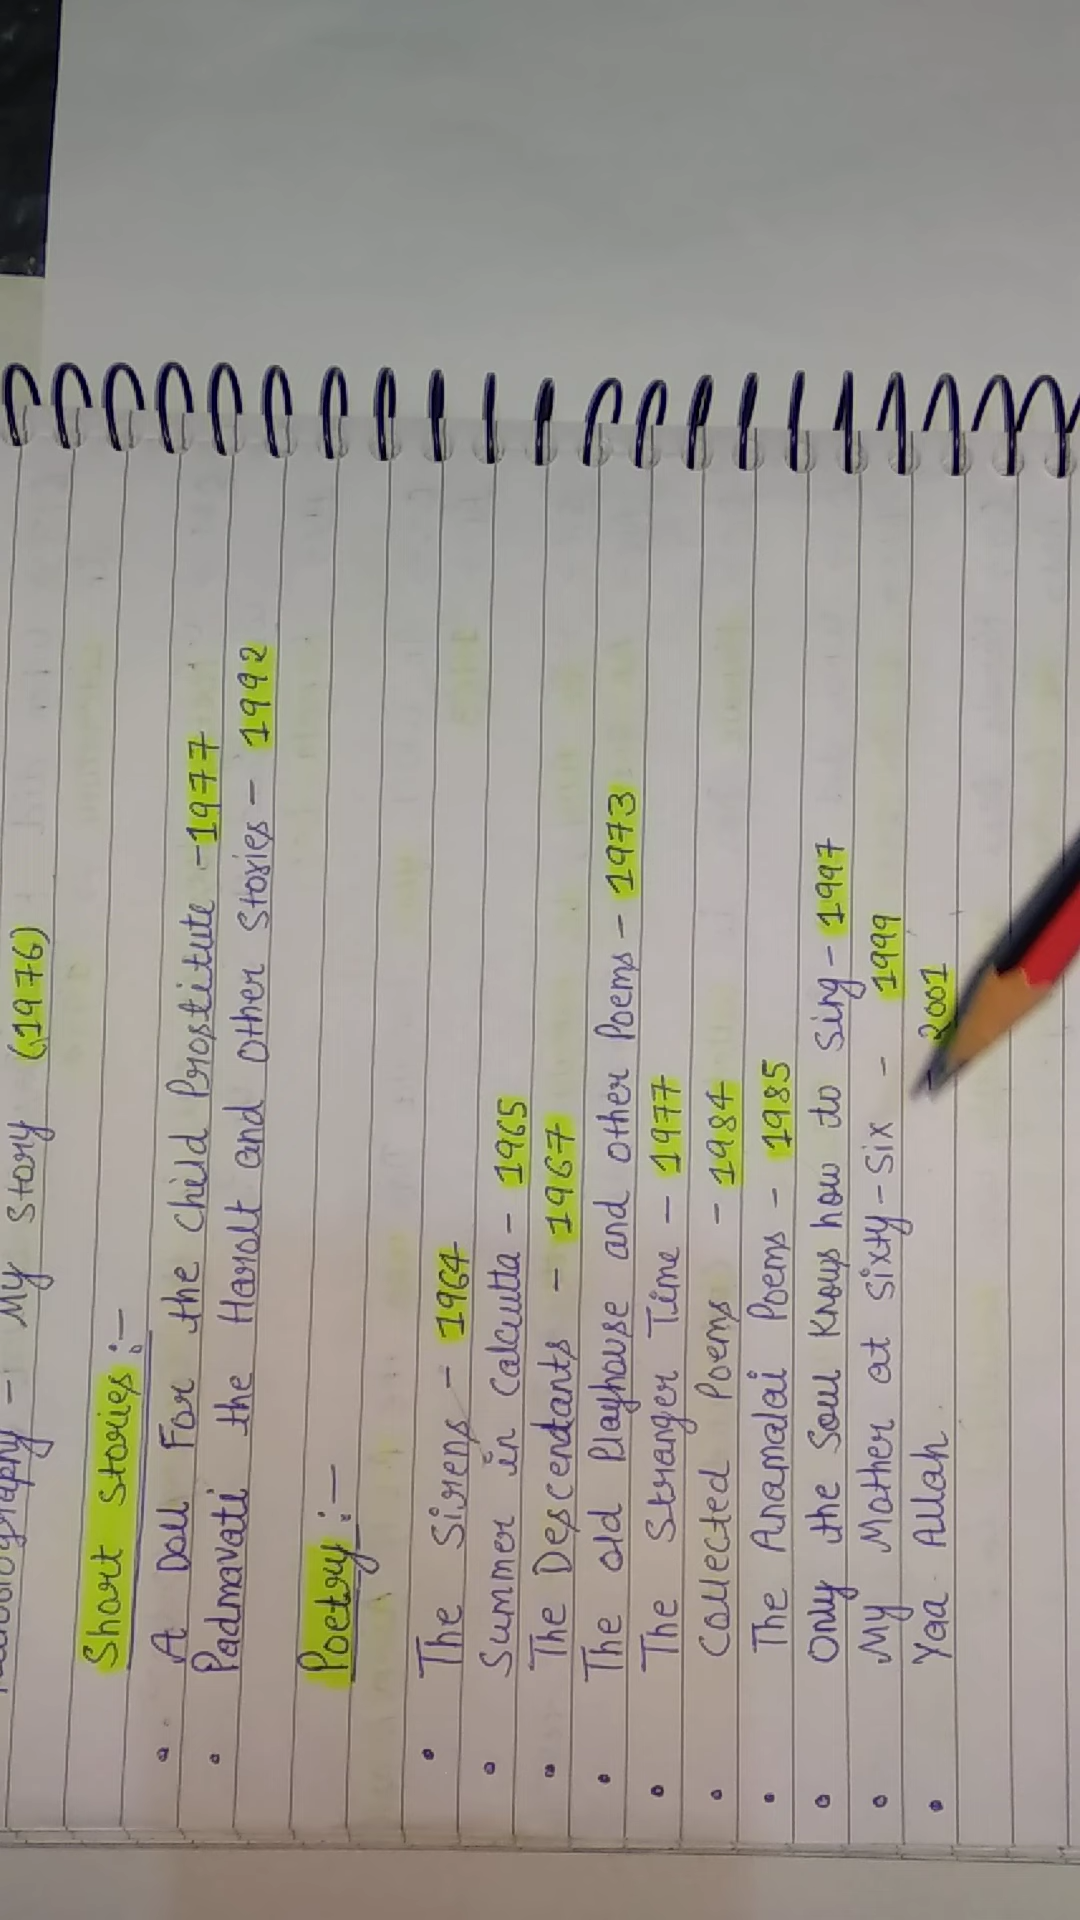 Autobiography - My Story (1976)
Short Stories :-
• A Doll For the Child Prostitute - 1977
• Padmavati the Harolt and Other Stories - 1992
Poetry :-
• The Sirens - 1964
• Summer in Calcutta - 1965
• The Descendants - 1967
• The old Playhouse and other Poems - 1973
• The Stranger Time - 1977
• Collected Poems - 1984
• The Anamalai Poems - 1985
• Only the Soul Knows how to Sing - 1997
• My Mother at sixty-six - 1999
• Yaa Allah - 2001